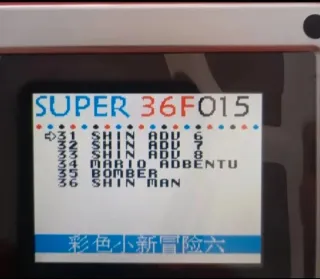 SUPER 36F015
31 SHIN ADV 6
32 SHIN ADV 7
33 SHIN ADV 8
34 MARIO ADBENTU
35 BOMBER
36 SHIN MAN
彩色小新冒险六